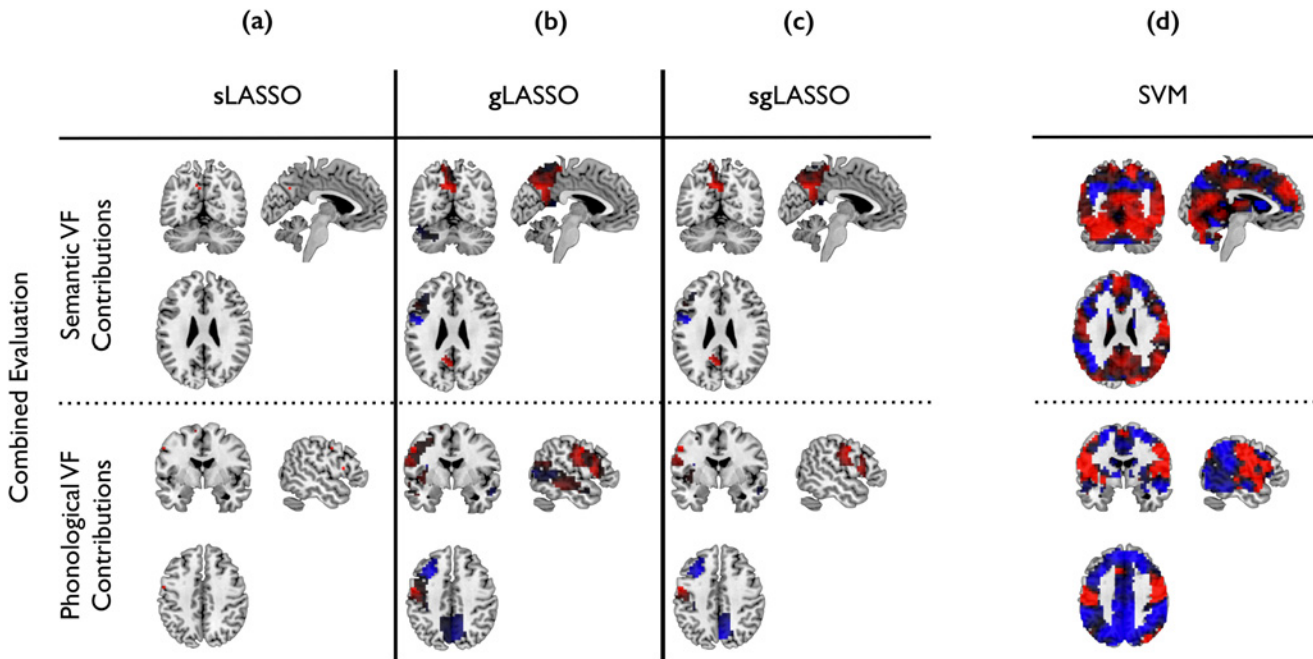 (a)
(b)
(c)
(d)
sLASSO
gLASSO
sgLASSO
SVM
Combined Evaluation
Semantic VF
Contributions
Phonological VF
Contributions